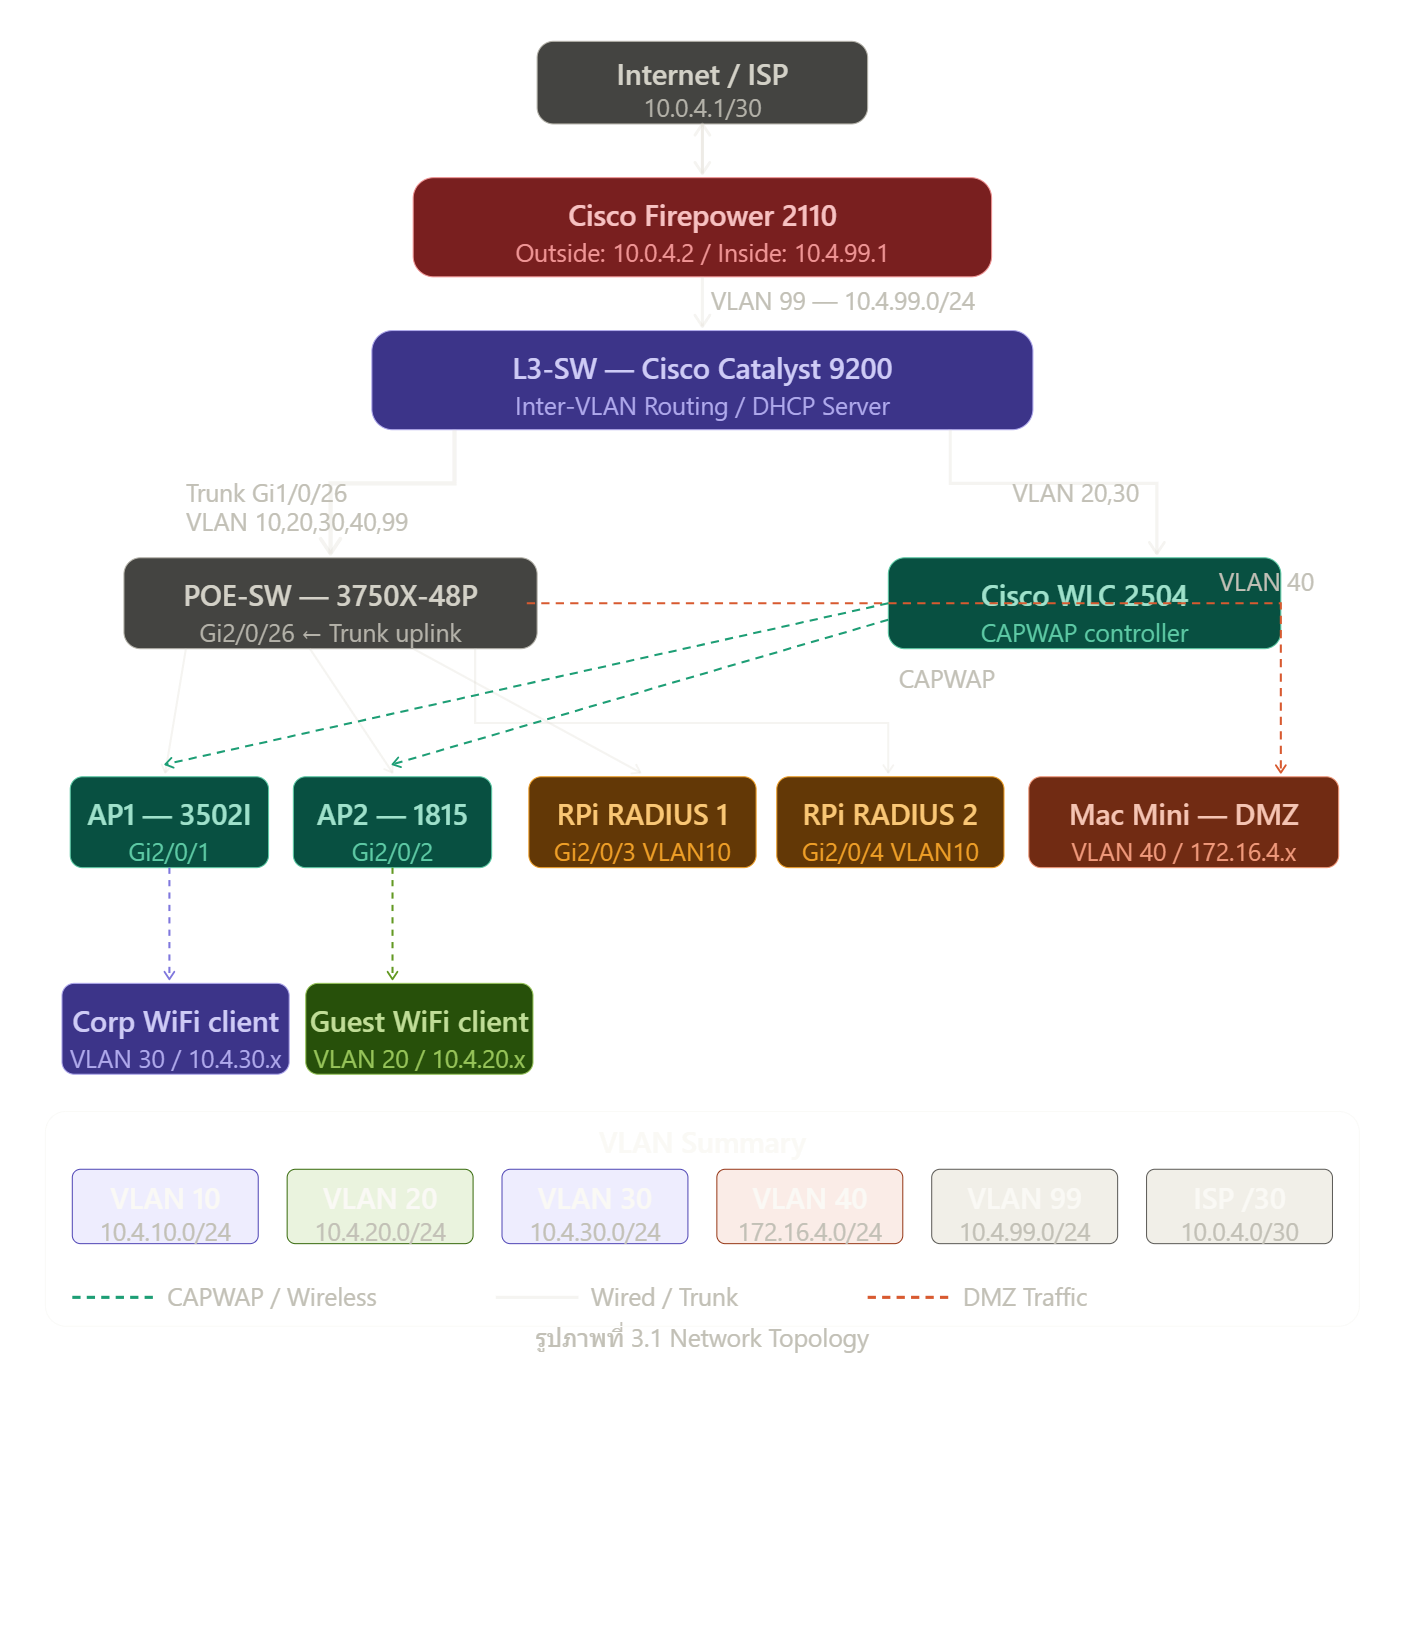 Internet / ISP
10.0.4.1/30
Cisco Firepower 2110
Outside: 10.0.4.2 / Inside: 10.4.99.1
VLAN 99 — 10.4.99.0/24
L3-SW — Cisco Catalyst 9200
Inter-VLAN Routing / DHCP Server
Trunk Gi1/0/26
VLAN 10,20,30,40,99
VLAN 20,30
POE-SW — 3750X-48P
Gi2/0/26 ← Trunk uplink
Cisco WLC 2504
CAPWAP controller
VLAN 40
CAPWAP
AP1 — 3502I
Gi2/0/1
AP2 — 1815
Gi2/0/2
RPi RADIUS 1
Gi2/0/3 VLAN10
RPi RADIUS 2
Gi2/0/4 VLAN10
Mac Mini — DMZ
VLAN 40 / 172.16.4.x
Corp WiFi client
VLAN 30 / 10.4.30.x
Guest WiFi client
VLAN 20 / 10.4.20.x
VLAN Summary
VLAN 10
10.4.10.0/24
VLAN 20
10.4.20.0/24
VLAN 30
10.4.30.0/24
VLAN 40
172.16.4.0/24
VLAN 99
10.4.99.0/24
ISP /30
10.0.4.0/30
CAPWAP / Wireless
Wired / Trunk
DMZ Traffic
รูปภาพที่ 3.1 Network Topology